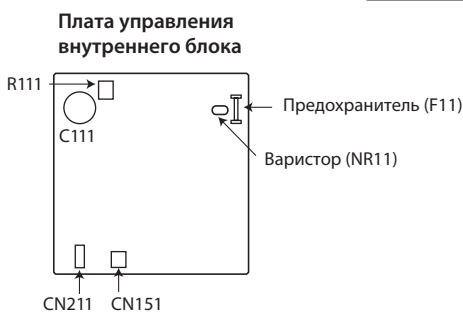 Плата управления
внутреннего блока
R111
C111
Предохранитель (F11)
Варистор (NR11)
CN211 CN151